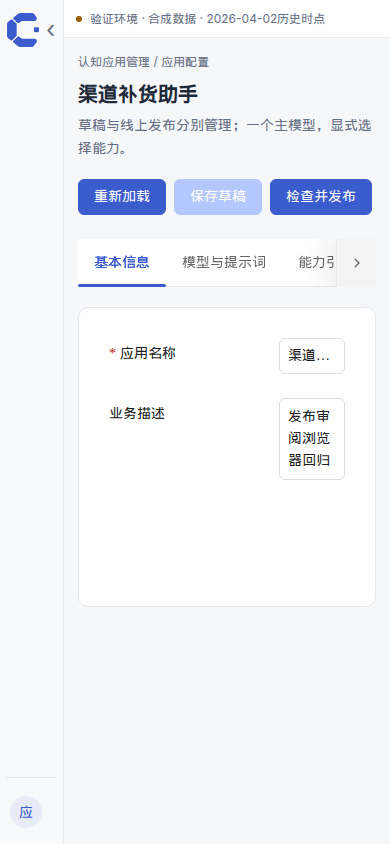 验证环境 · 合成数据 · 2026-04-02历史时点
认知应用管理 / 应用配置
渠道补货助手
草稿与线上发布分别管理；一个主模型，显式选
择能力。
重新加载 保存草稿 检查并发布
基本信息 模型与提示词 能力引
* 应用名称 渠道...
业务描述 发布审
阅浏览
器回归
应